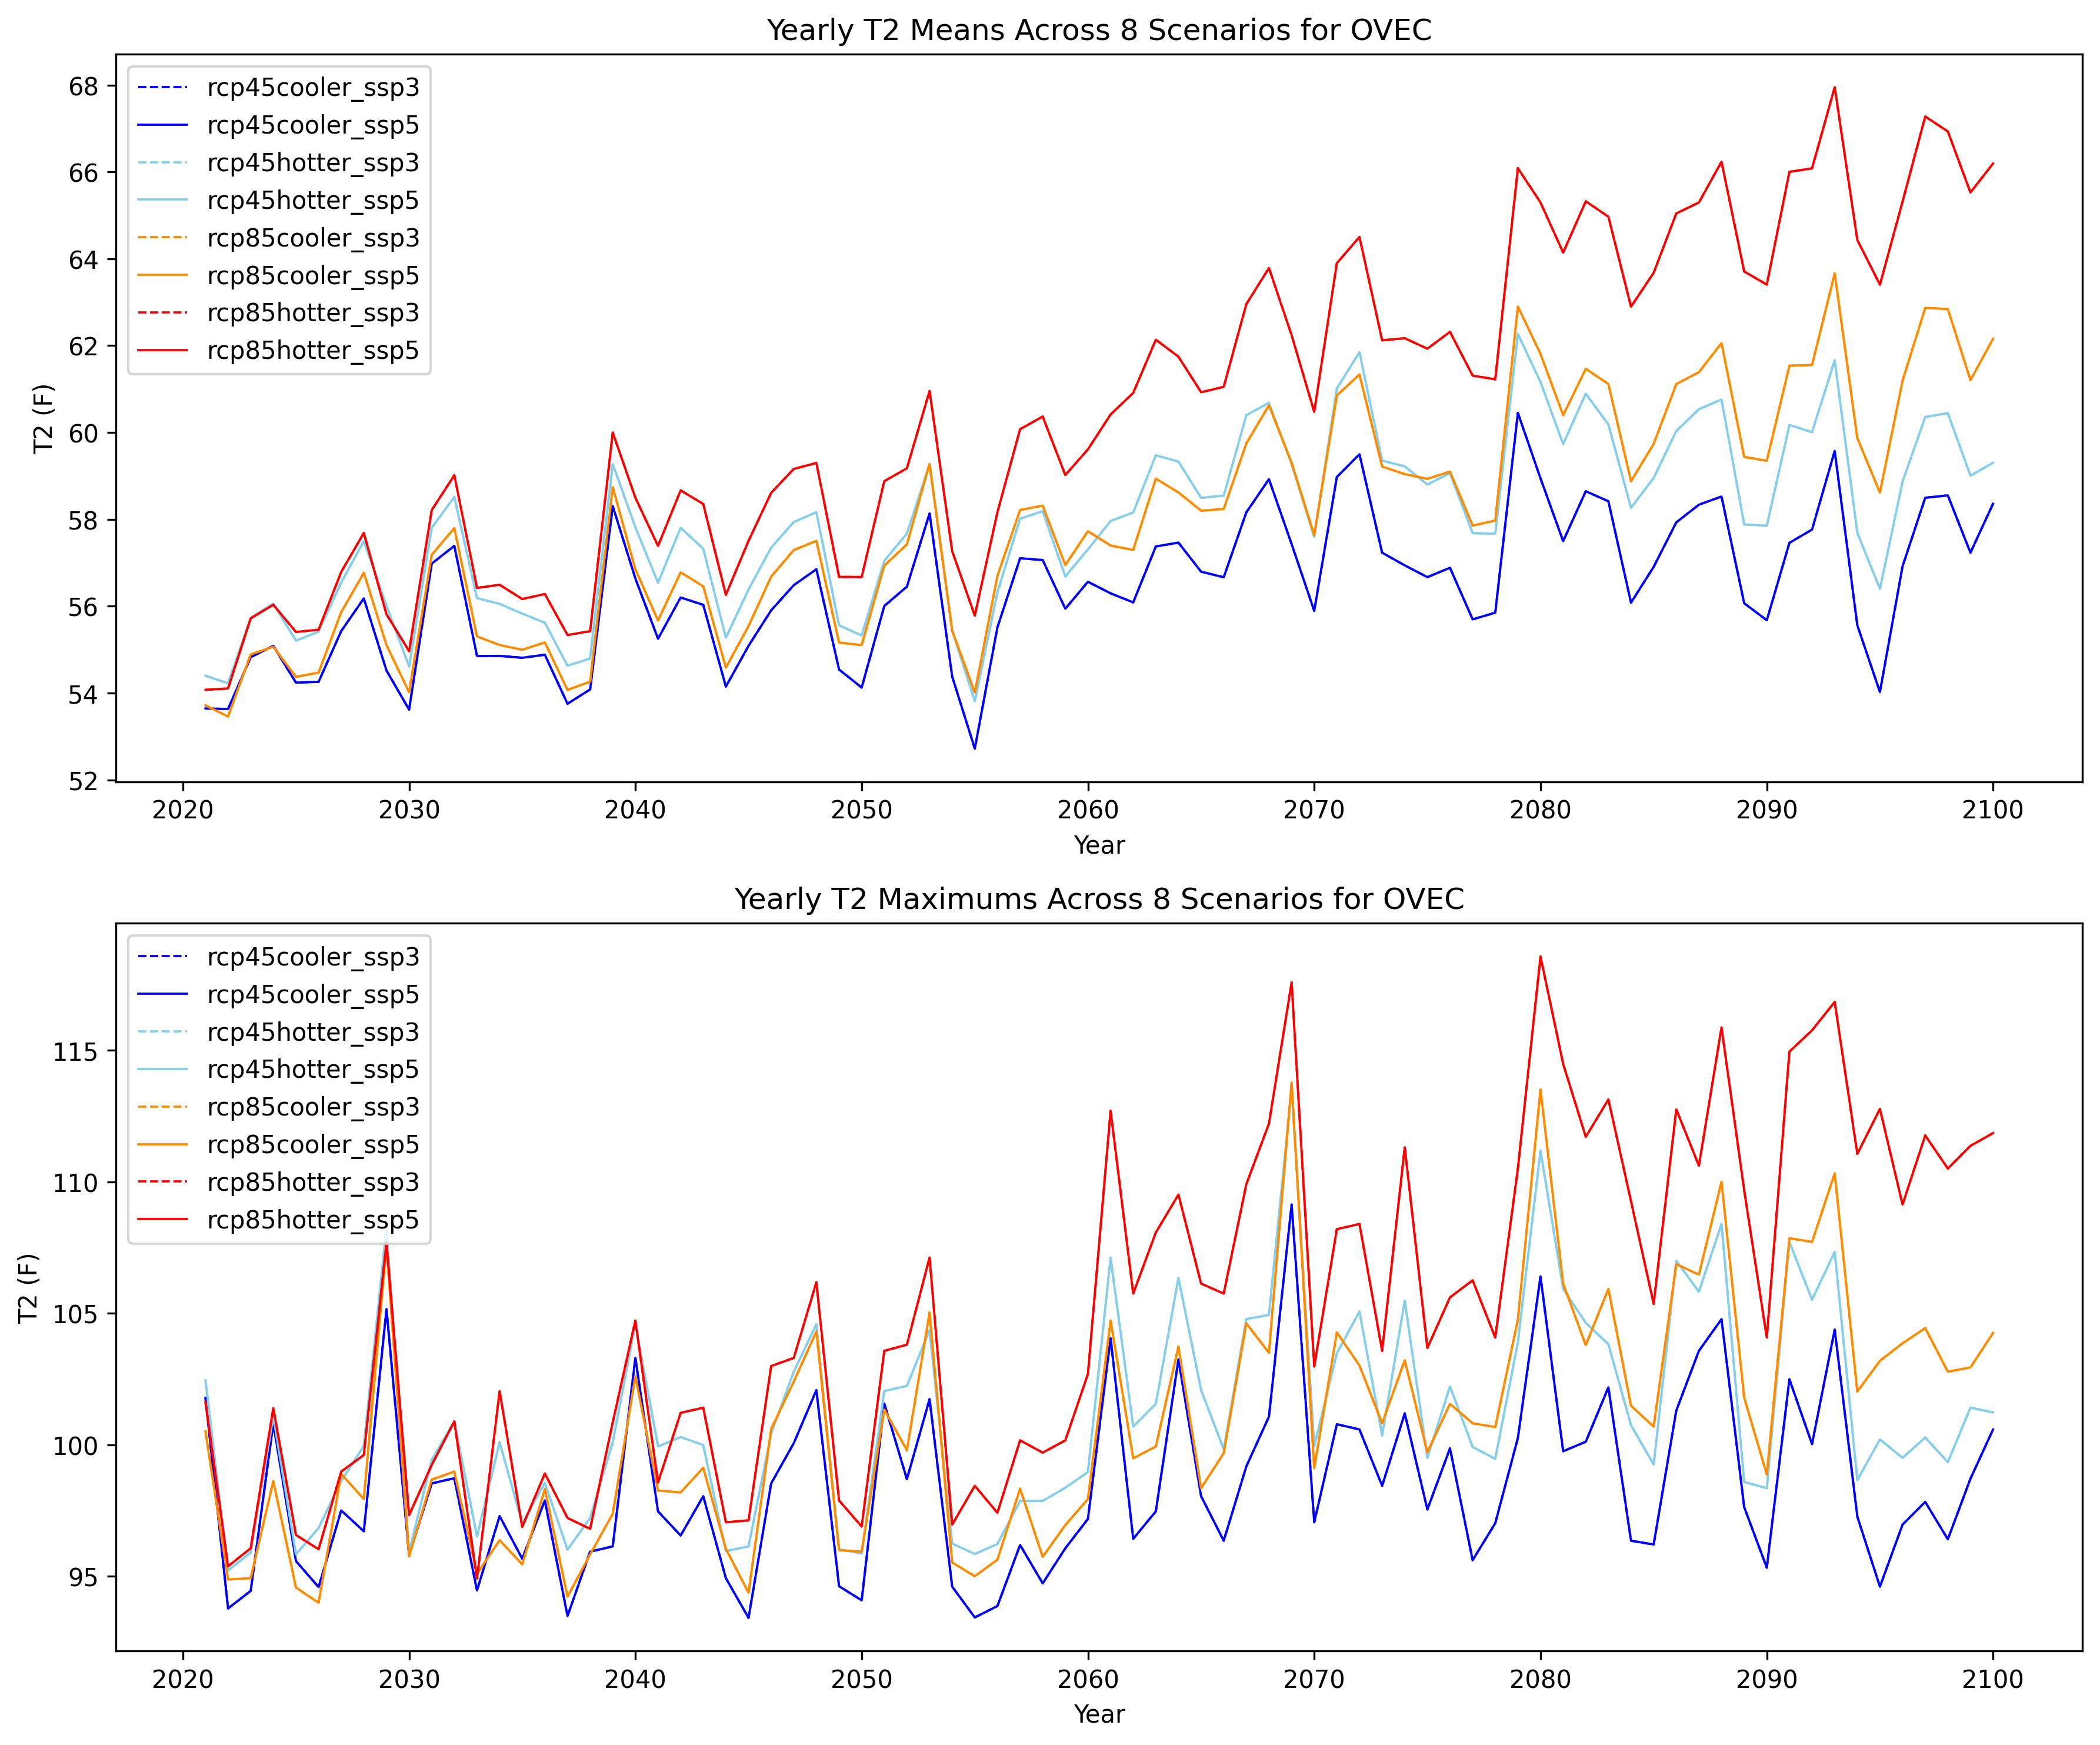 Yearly T2 Means Across 8 Scenarios for OVEC
rcp45cooler_ssp3
rcp45cooler_ssp5
rcp45hotter_ssp3
rcp45hotter_ssp5
rcp85cooler_ssp3
rcp85cooler_ssp5
rcp85hotter_ssp3
rcp85hotter_ssp5
T2 (F)
68
66
64
62
60
58
56
54
52
2020 2030 2040 2050 2060 2070 2080 2090 2100
Year
Yearly T2 Maximums Across 8 Scenarios for OVEC
rcp45cooler_ssp3
rcp45cooler_ssp5
rcp45hotter_ssp3
rcp45hotter_ssp5
rcp85cooler_ssp3
rcp85cooler_ssp5
rcp85hotter_ssp3
rcp85hotter_ssp5
T2 (F)
115
110
105
100
95
2020 2030 2040 2050 2060 2070 2080 2090 2100
Year